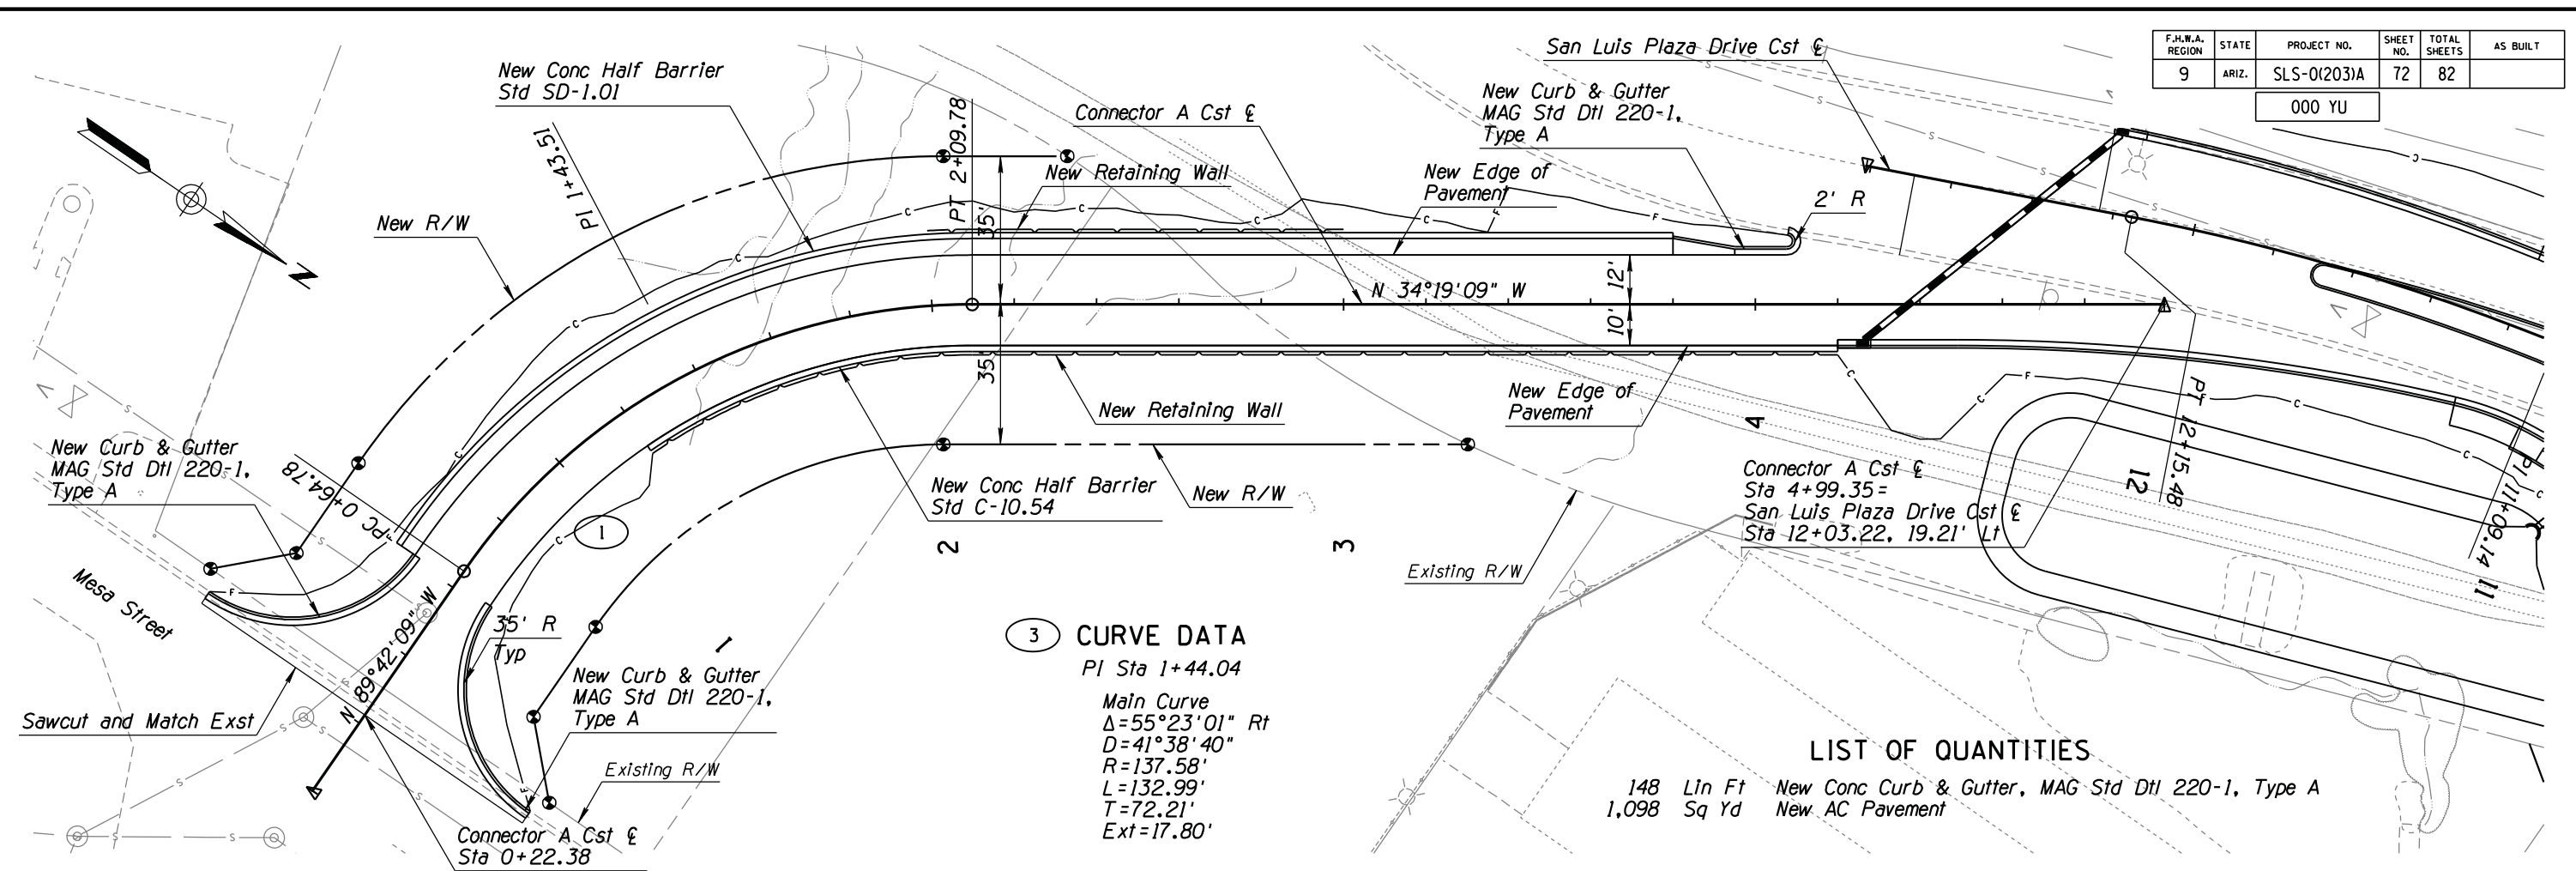 F.H.W.A. REGION
STATE
PROJECT NO.
SHEET NO.
TOTAL SHEETS
AS BUILT
9
ARIZ.
SLS-0(203)A
72
82
000 YU
San Luis Plaza Drive Cst ℄
New Conc Half Barrier
Std SD-1.01
PI 1+43.51
PT 2+09.78
Connector A Cst ℄
New Curb & Gutter
MAG Std Dtl 220-1,
Type A
New Retaining Wall
New Edge of
Pavement
2' R
New R/W
35'
N
N 34°19'09" W
12'
10'
35'
New Edge of
Pavement
New Retaining Wall
New Curb & Gutter
MAG Std Dtl 220-1,
Type A
PC 0+64.78
New Conc Half Barrier
Std C-10.54
New R/W
1
2
3
4
12
PT 12+15.48
PI 11+09.14
11
Connector A Cst ℄
Sta 4+99.35=
San Luis Plaza Drive Cst ℄
Sta 12+03.22, 19.21' Lt
Existing R/W
Mesa Street
N 89°42'09" W
35' R
Typ
1
New Curb & Gutter
MAG Std Dtl 220-1,
Type A
Sawcut and Match Exst
Existing R/W
Connector A Cst ℄
Sta 0+22.38
3 CURVE DATA
PI Sta 1+44.04
Main Curve
Δ=55°23'01" Rt
D=41°38'40"
R=137.58'
L=132.99'
T=72.21'
Ext=17.80'
LIST OF QUANTITIES
148 Lin Ft New Conc Curb & Gutter, MAG Std Dtl 220-1, Type A
1,098 Sq Yd New AC Pavement